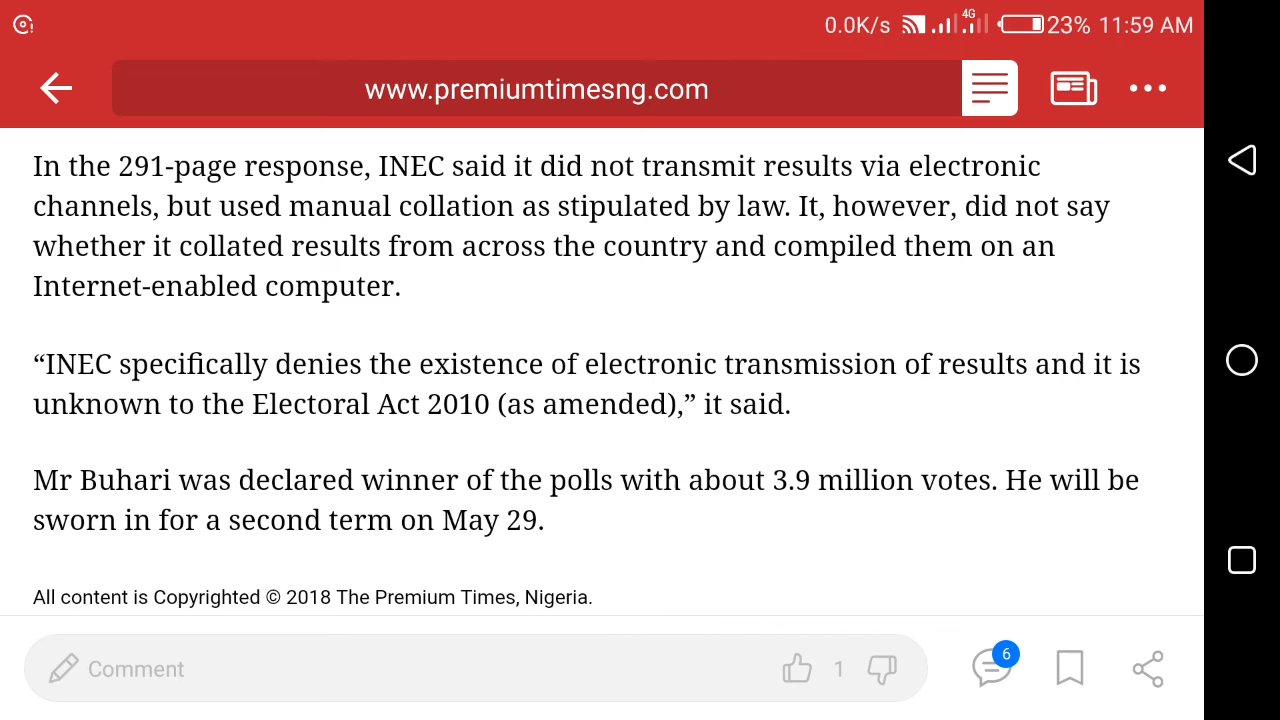 0.0K/s 4G 23% 11:59 AM
www.premiumtimesng.com
In the 291-page response, INEC said it did not transmit results via electronic
channels, but used manual collation as stipulated by law. It, however, did not say
whether it collated results from across the country and compiled them on an
Internet-enabled computer.
“INEC specifically denies the existence of electronic transmission of results and it is
unknown to the Electoral Act 2010 (as amended),” it said.
Mr Buhari was declared winner of the polls with about 3.9 million votes. He will be
sworn in for a second term on May 29.
All content is Copyrighted © 2018 The Premium Times, Nigeria.
Comment 1 6